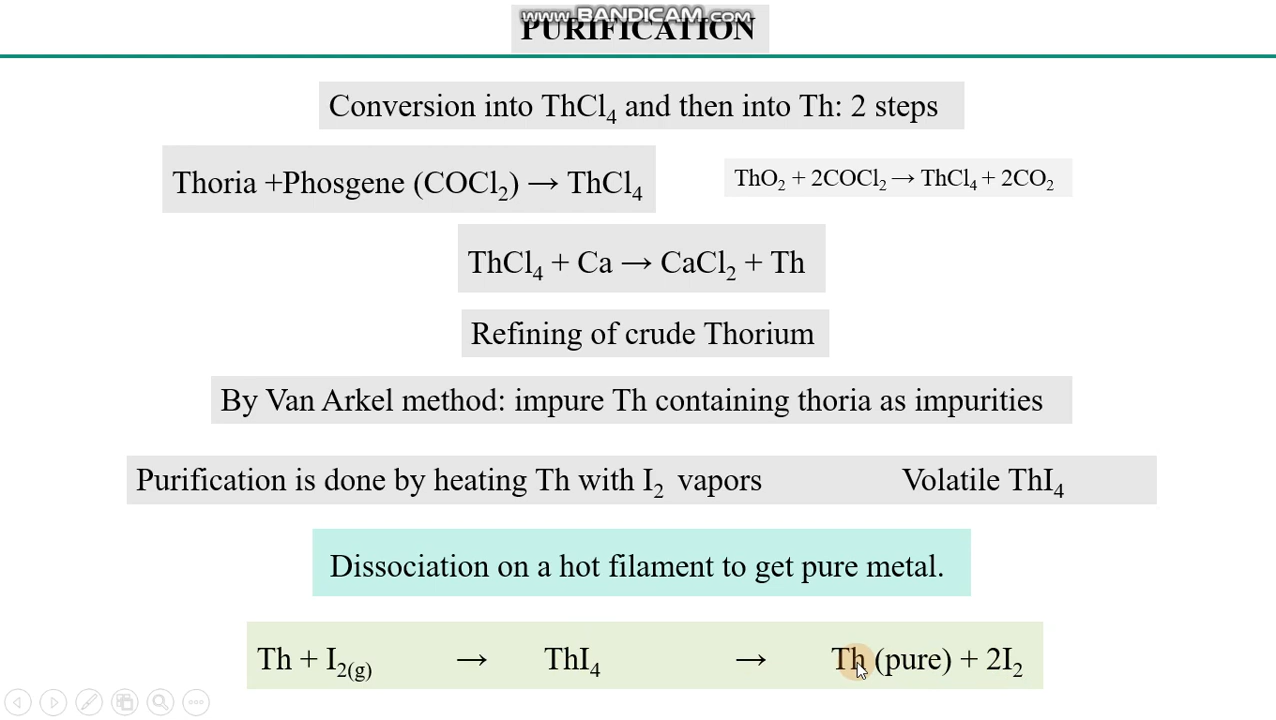 www.BANDICAM.com
PURIFICATION
Conversion into ThCl₄ and then into Th: 2 steps
Thoria +Phosgene (COCl₂) → ThCl₄
ThO₂ + 2COCl₂ → ThCl₄ + 2CO₂
ThCl₄ + Ca → CaCl₂ + Th
Refining of crude Thorium
By Van Arkel method: impure Th containing thoria as impurities
Purification is done by heating Th with I₂ vapors Volatile ThI₄
Dissociation on a hot filament to get pure metal.
Th + I₂₍g₎ → ThI₄ → Th (pure) + 2I₂